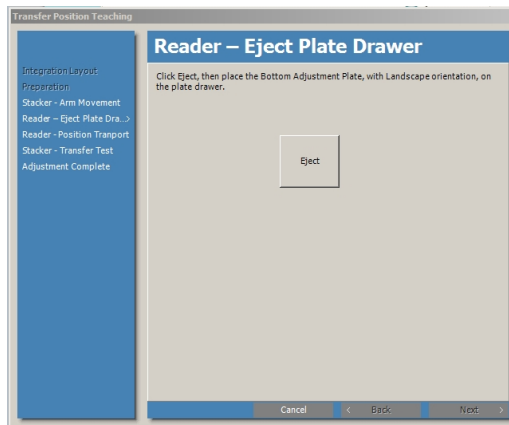 Transfer Position Teaching
Reader – Eject Plate Drawer
Integration Layout
Preparation
Stacker - Arm Movement
Reader – Eject Plate Dra...>
Reader - Position Tranport
Stacker - Transfer Test
Adjustment Complete
Click Eject, then place the Bottom Adjustment Plate, with Landscape orientation, on
the plate drawer.
Eject
Cancel < Back Next >